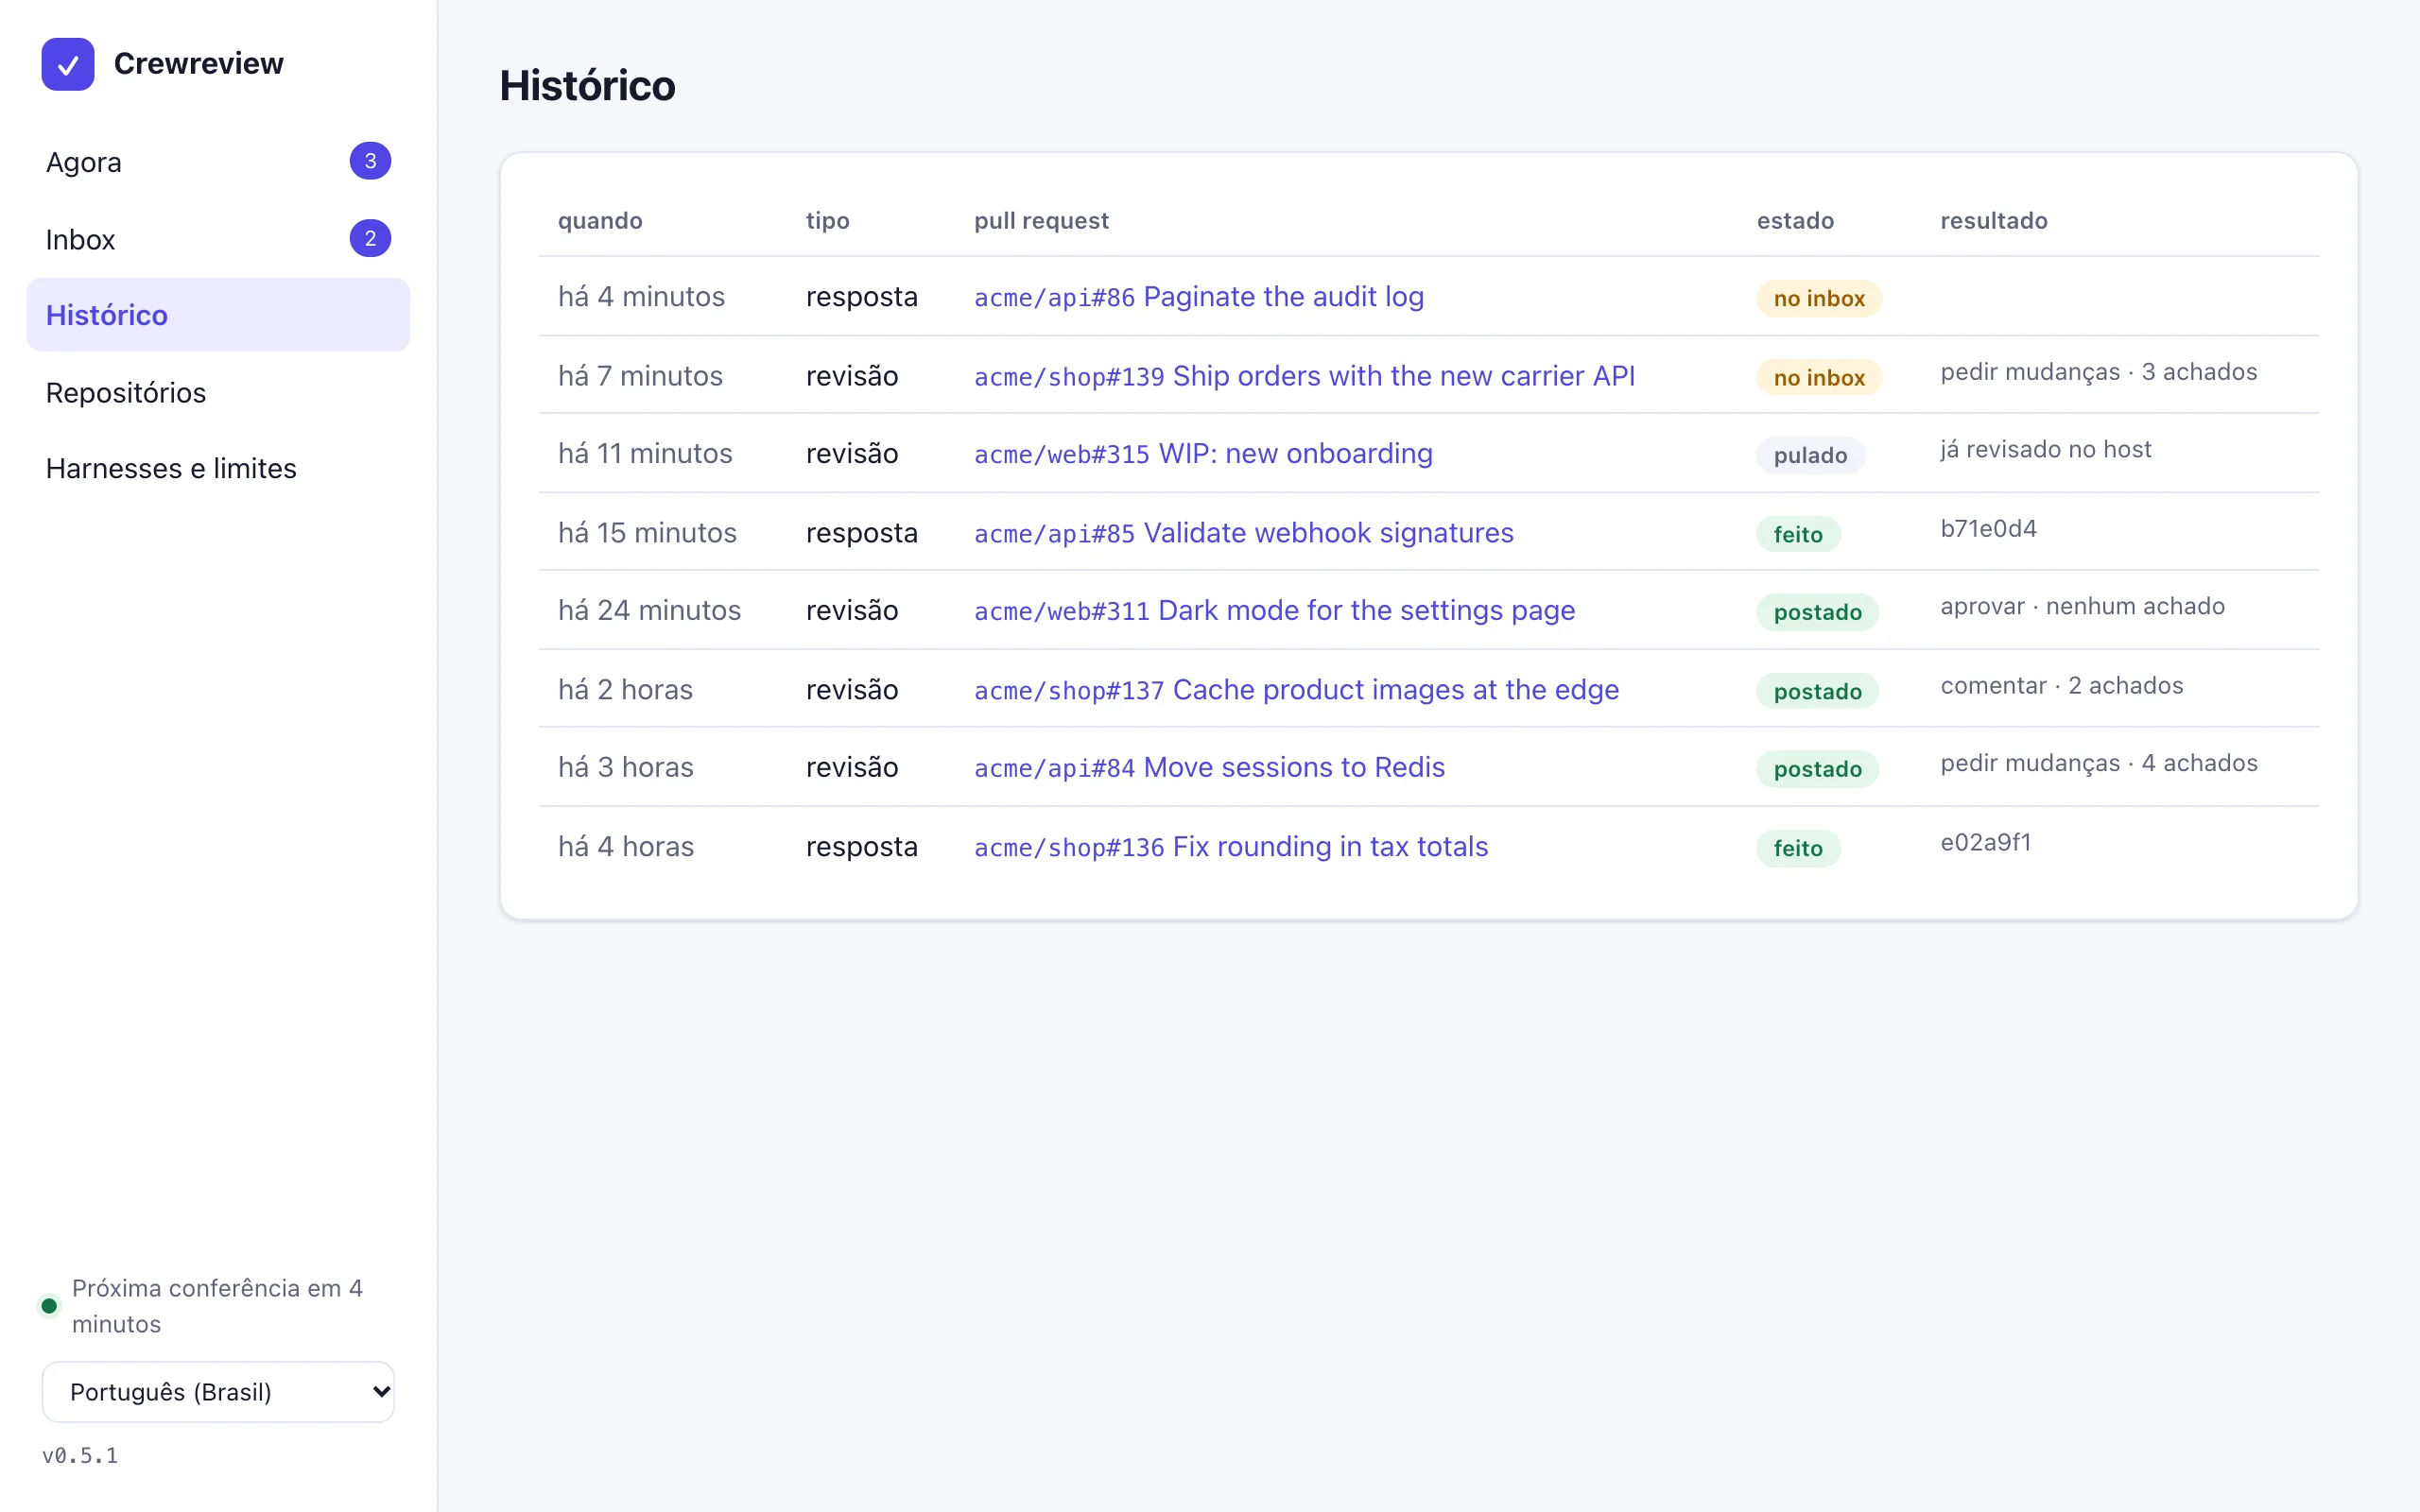 Crewreview
Agora 3
Inbox 2
Histórico
Repositórios
Harnesses e limites
Próxima conferência em 4
minutos
Português (Brasil)
v0.5.1
Histórico
quando tipo pull request estado resultado
há 4 minutos resposta acme/api#86 Paginate the audit log no inbox
há 7 minutos revisão acme/shop#139 Ship orders with the new carrier API no inbox pedir mudanças · 3 achados
há 11 minutos revisão acme/web#315 WIP: new onboarding pulado já revisado no host
há 15 minutos resposta acme/api#85 Validate webhook signatures feito b71e0d4
há 24 minutos revisão acme/web#311 Dark mode for the settings page postado aprovar · nenhum achado
há 2 horas revisão acme/shop#137 Cache product images at the edge postado comentar · 2 achados
há 3 horas revisão acme/api#84 Move sessions to Redis postado pedir mudanças · 4 achados
há 4 horas resposta acme/shop#136 Fix rounding in tax totals feito e02a9f1